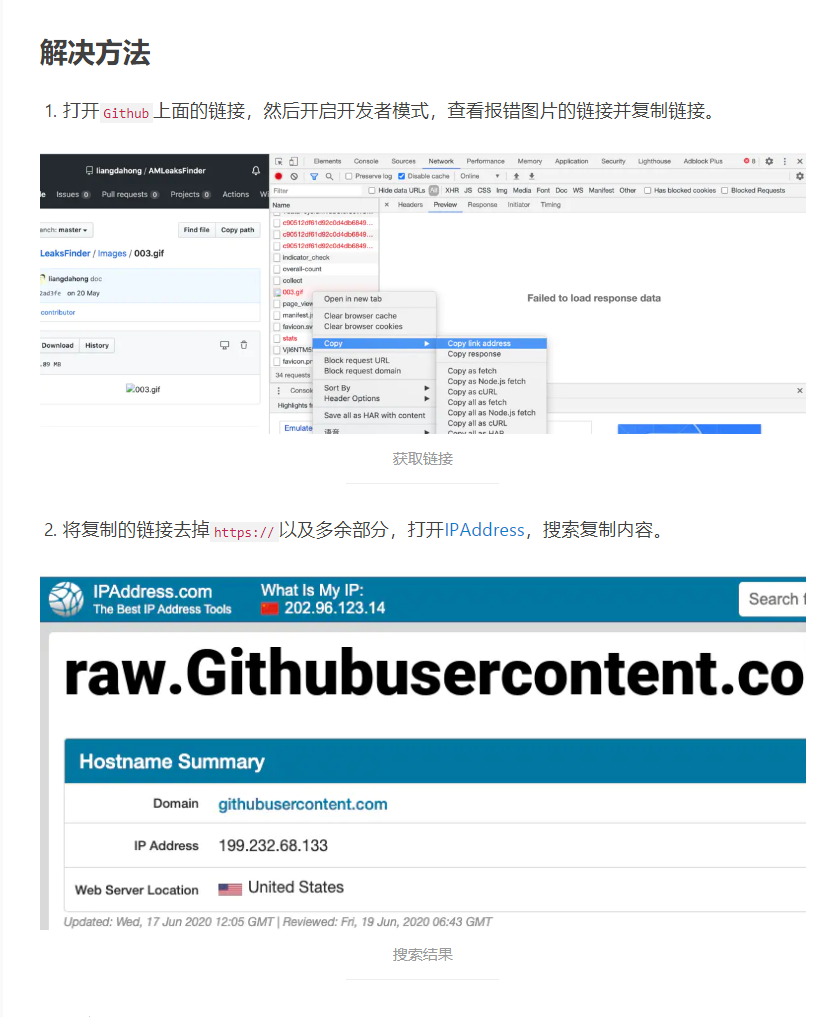 解决方法
1. 打开Github上面的链接，然后开启开发者模式，查看报错图片的链接并复制链接。
liangdahong / AMLeaksFinder
Elements Console Sources Network Performance Memory Application Security Lighthouse Adblock Plus 8
Preserve log Disable cache Online
Issues 0 Pull requests 0 Projects 0 Actions
Filter Hide data URLs All XHR JS CSS Img Media Font Doc WS Manifest Other Has blocked cookies Blocked Requests
Name Headers Preview Response Initiator Timing
anch: master Find file Copy path
LeaksFinder / Images / 003.gif
liangdahong doc
on 20 May
contributor
Download History
.09 MB
003.gif
c90512df61d92c0d4db6849...
c90512df61d92c0d4db6849...
c90512df61d92c0d4db6849...
indicator_check
overall-count
collect
003.gif
page_view
manifest.j
favicon.sv
stats
favicon.pn
34 requests
Consol
Highlights f
Emulate
Open in new tab
Clear browser cache
Clear browser cookies
Copy
Block request URL
Block request domain
Sort By
Header Options
Save all as HAR with content
语音
Copy link address
Copy response
Copy as fetch
Copy as Node.js fetch
Copy as cURL
Copy all as fetch
Copy all as Node.js fetch
Copy all as cURL
Copy all as HAR
Failed to load response data
获取链接
2. 将复制的链接去掉https://以及多余部分，打开IPAddress，搜索复制内容。
IPAddress.com
The Best IP Address Tools
What Is My IP:
202.96.123.14
Search f
raw.Githubusercontent.co
Hostname Summary
Domain githubusercontent.com
IP Address 199.232.68.133
Web Server Location United States
Updated: Wed, 17 Jun 2020 12:05 GMT | Reviewed: Fri, 19 Jun, 2020 06:43 GMT
搜索结果